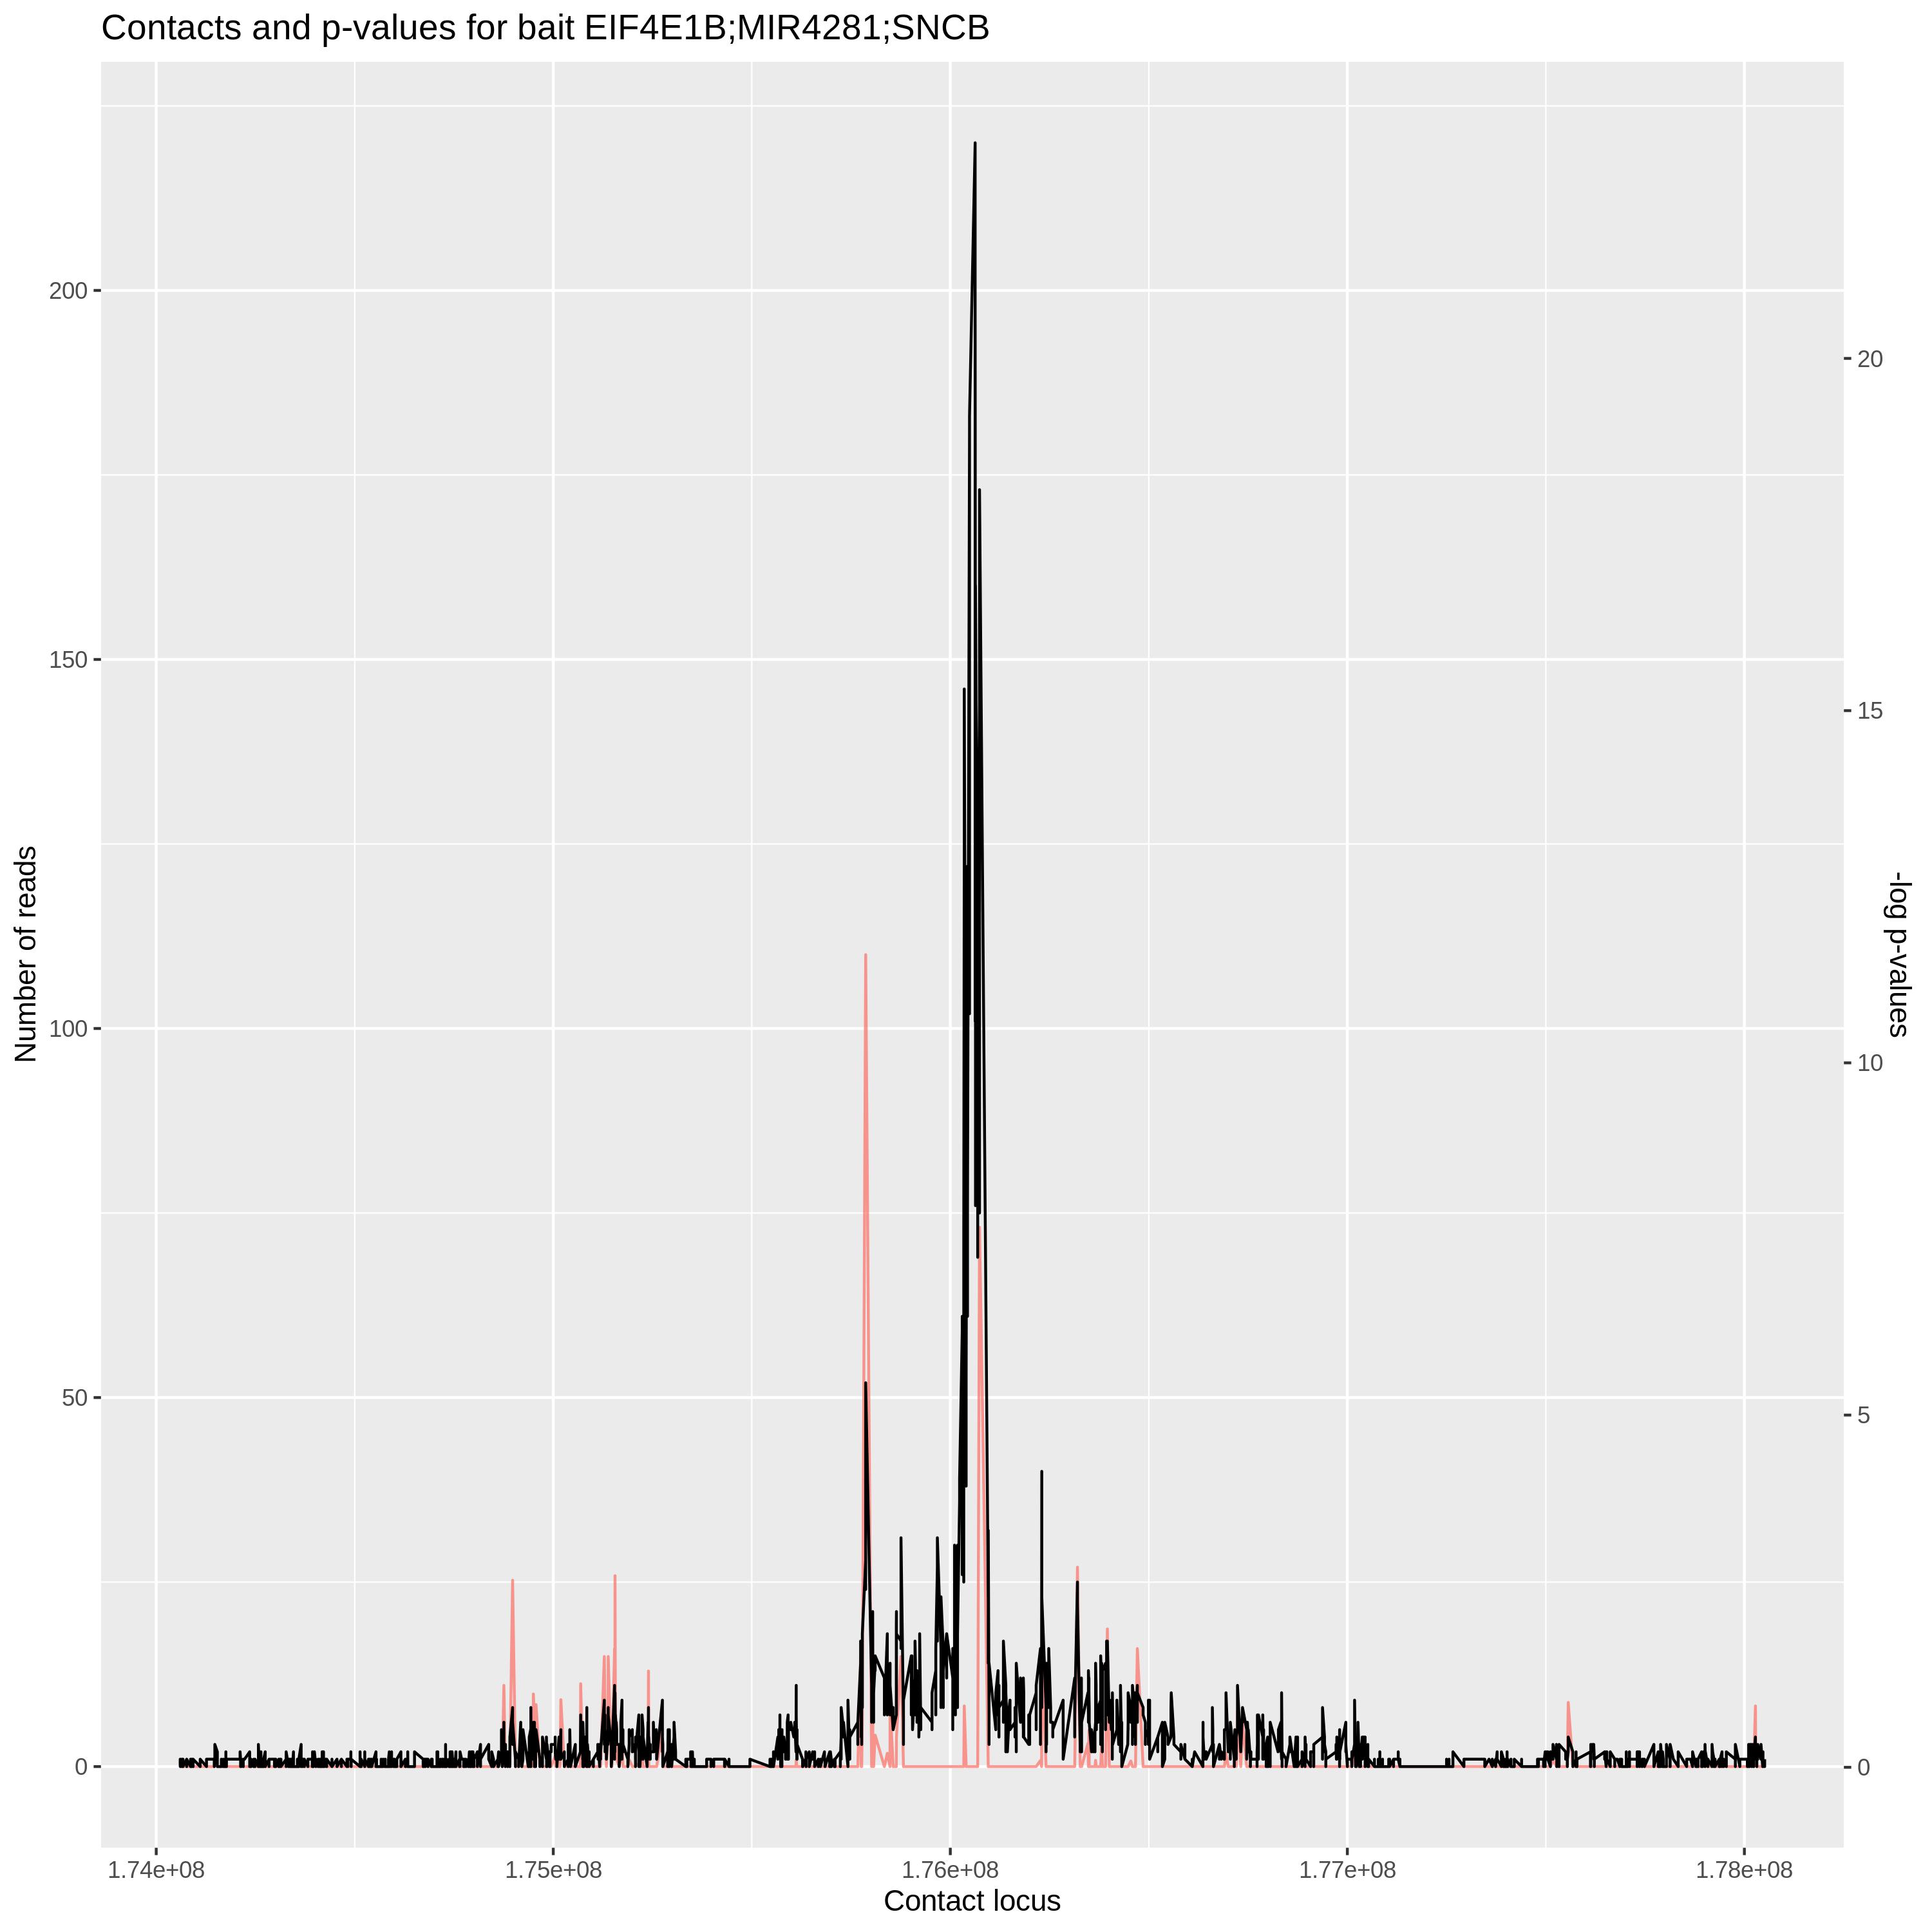 Contacts and p-values for bait EIF4E1B;MIR4281;SNCB
Number of reads
200
150
100
50
0
20
15
10
5
0
-log p-values
1.74e+08 1.75e+08 1.76e+08 1.77e+08 1.78e+08
Contact locus